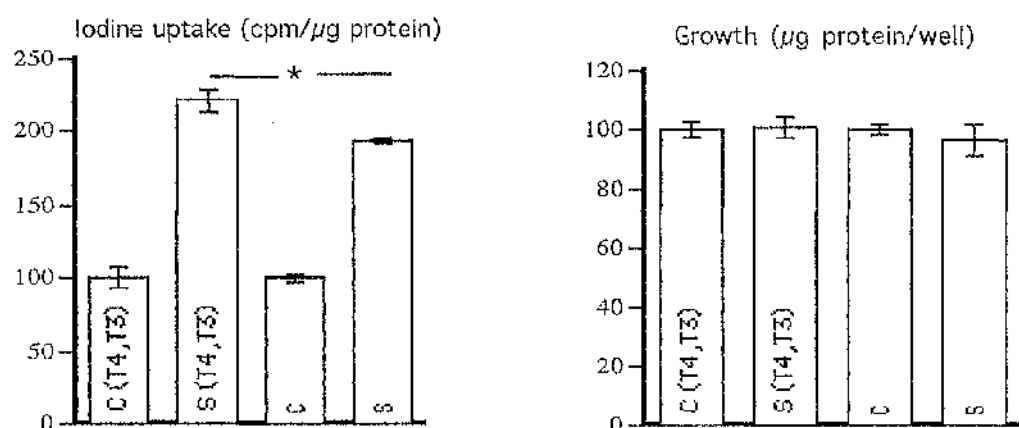 Iodine uptake (cpm/μg protein)
250
200
150
100
50
0
*
C (T4,T3)
S (T4,T3)
C
S
Growth (μg protein/well)
120
100
80
60
40
20
0
C (T4,T3)
S (T4,T3)
C
S